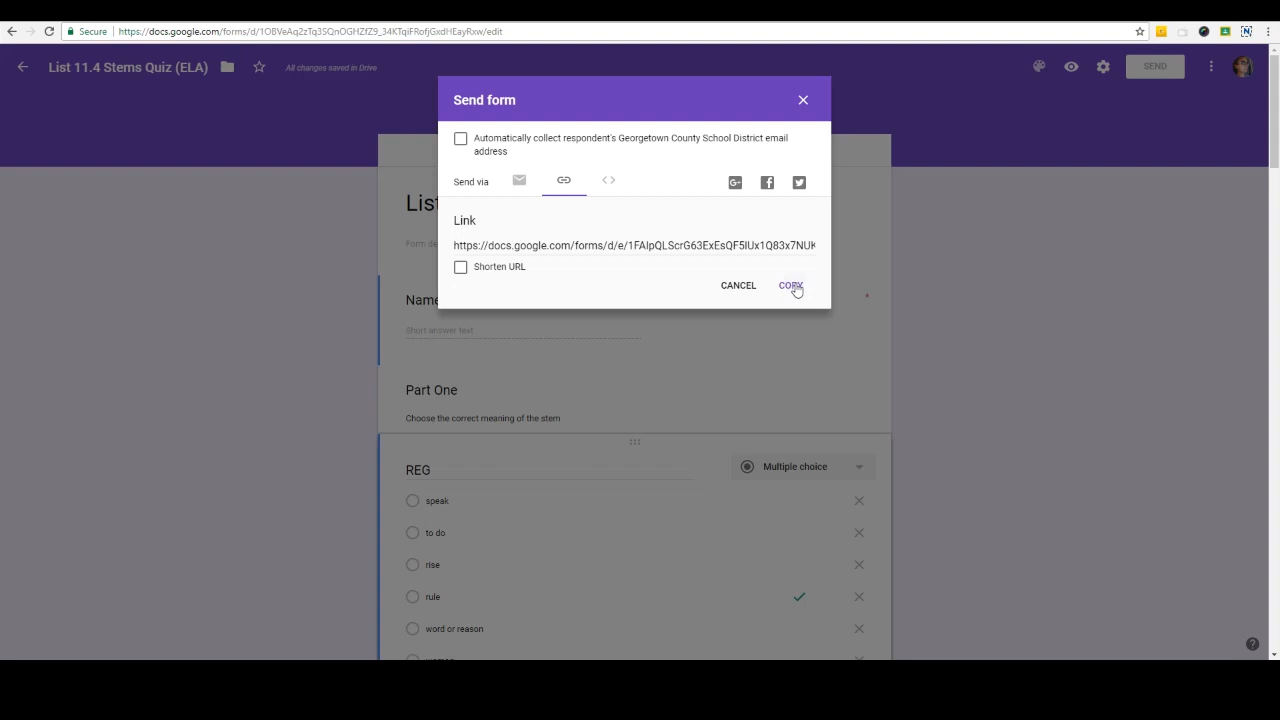 Secure
https://docs.google.com/forms/d/1OBVeAq2zTq3SQnOGHZfZ9_34KTqiFRofjGxdHEayRxw/edit
List 11.4 Stems Quiz (ELA)
All changes saved in Drive
SEND
Send form
Automatically collect respondent's Georgetown County School District email
address
Send via
Link
https://docs.google.com/forms/d/e/1FAIpQLScrG63ExEsQF5IUx1Q83x7NUK
Shorten URL
CANCEL
COPY
List
Form de
Name
*
Short answer text
Part One
Choose the correct meaning of the stem
REG
Multiple choice
speak
to do
rise
rule
word or reason